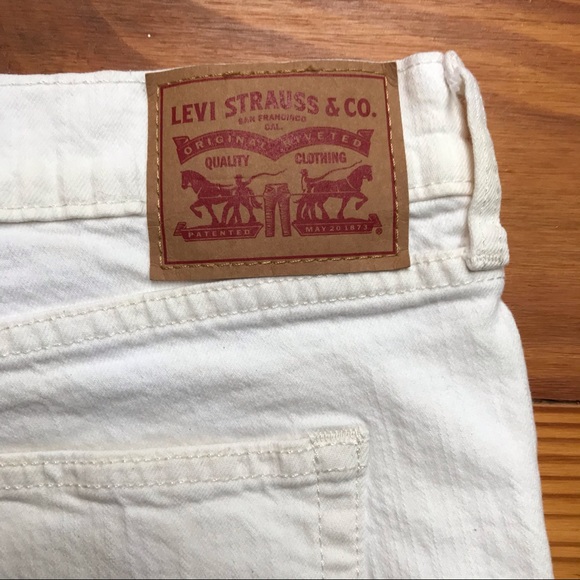 LEVI STRAUSS & CO.
SAN FRANCISCO
CAL.
ORIGINAL RIVETED
QUALITY CLOTHING
PATENTED MAY 20 1873
®